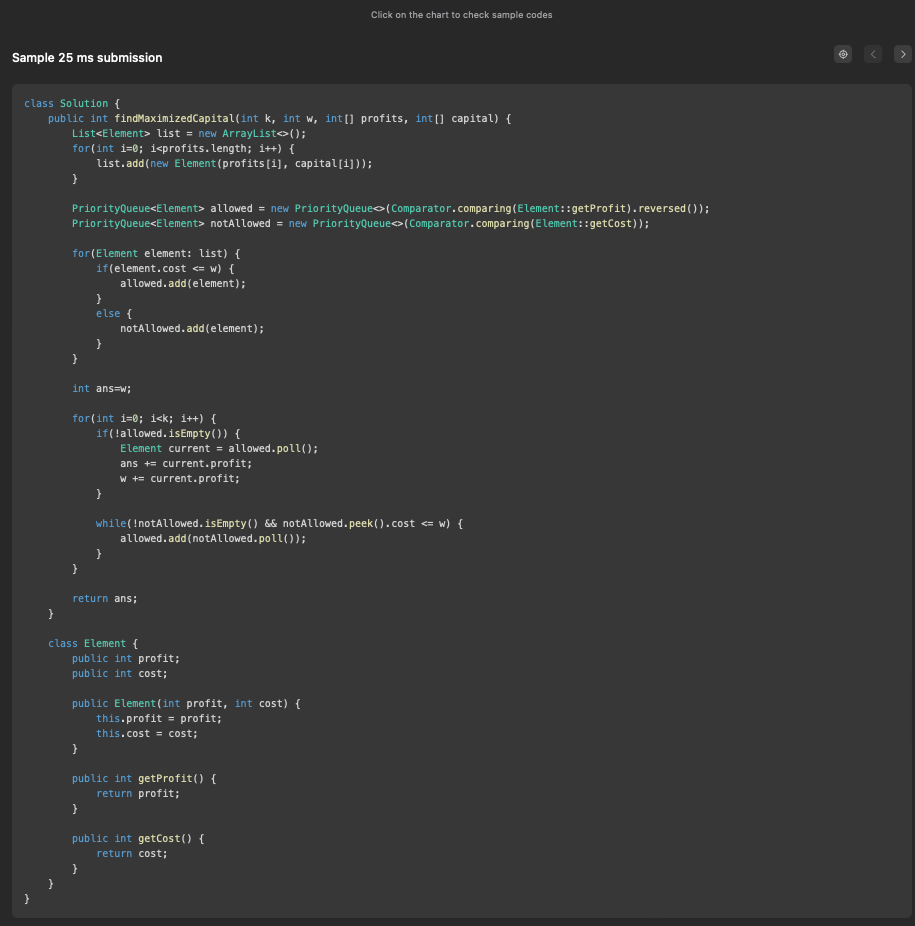 Click on the chart to check sample codes
Sample 25 ms submission
class Solution {
    public int findMaximizedCapital(int k, int w, int[] profits, int[] capital) {
        List<Element> list = new ArrayList<>();
        for(int i=0; i<profits.length; i++) {
            list.add(new Element(profits[i], capital[i]));
        }

        PriorityQueue<Element> allowed = new PriorityQueue<>(Comparator.comparing(Element::getProfit).reversed());
        PriorityQueue<Element> notAllowed = new PriorityQueue<>(Comparator.comparing(Element::getCost));

        for(Element element: list) {
            if(element.cost <= w) {
                allowed.add(element);
            }
            else {
                notAllowed.add(element);
            }
        }

        int ans=w;

        for(int i=0; i<k; i++) {
            if(!allowed.isEmpty()) {
                Element current = allowed.poll();
                ans += current.profit;
                w += current.profit;
            }

            while(!notAllowed.isEmpty() && notAllowed.peek().cost <= w) {
                allowed.add(notAllowed.poll());
            }
        }

        return ans;
    }

    class Element {
        public int profit;
        public int cost;

        public Element(int profit, int cost) {
            this.profit = profit;
            this.cost = cost;
        }

        public int getProfit() {
            return profit;
        }

        public int getCost() {
            return cost;
        }
    }
}